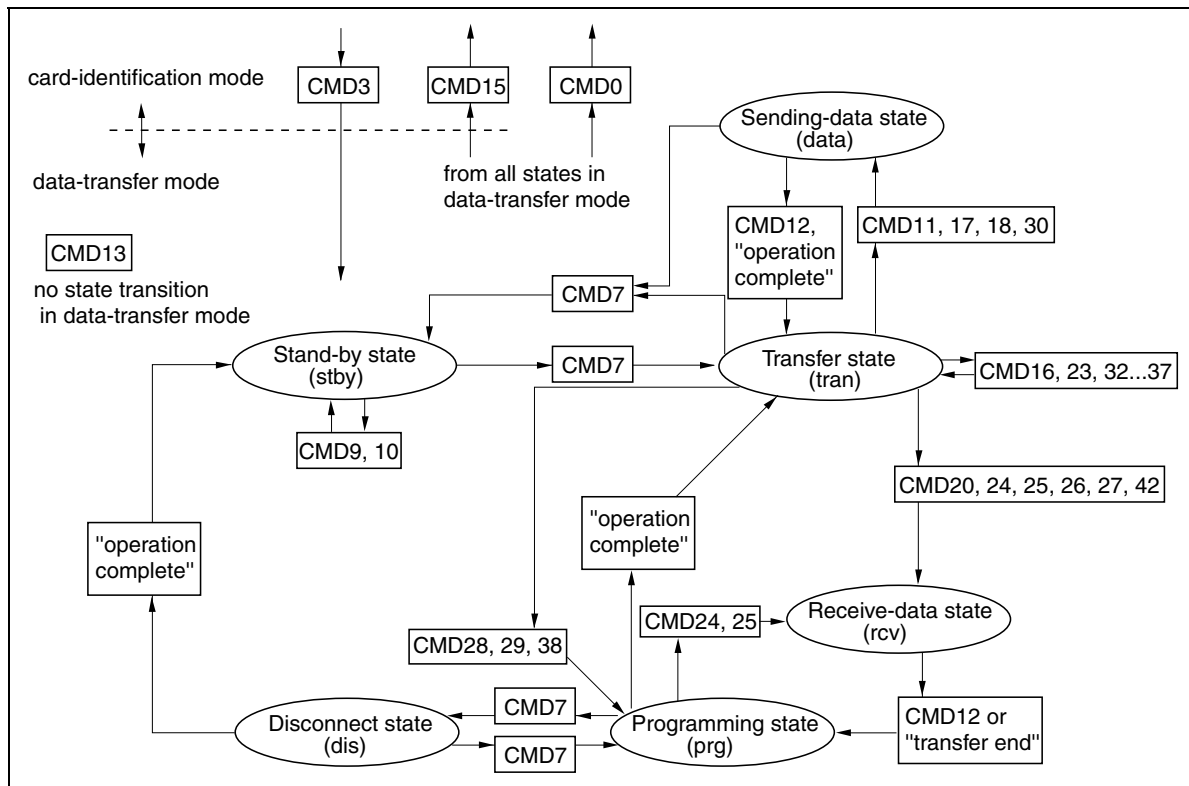 card-identification mode
CMD3
CMD15
CMD0
data-transfer mode
from all states in
data-transfer mode
Sending-data state
(data)
CMD13
no state transition
in data-transfer mode
CMD12,
"operation
complete"
CMD11, 17, 18, 30
CMD7
Stand-by state
(stby)
CMD7
Transfer state
(tran)
CMD16, 23, 32...37
CMD9, 10
CMD20, 24, 25, 26, 27, 42
"operation
complete"
"operation
complete"
CMD28, 29, 38
CMD24, 25
Receive-data state
(rcv)
Disconnect state
(dis)
CMD7
CMD7
Programming state
(prg)
CMD12 or
"transfer end"